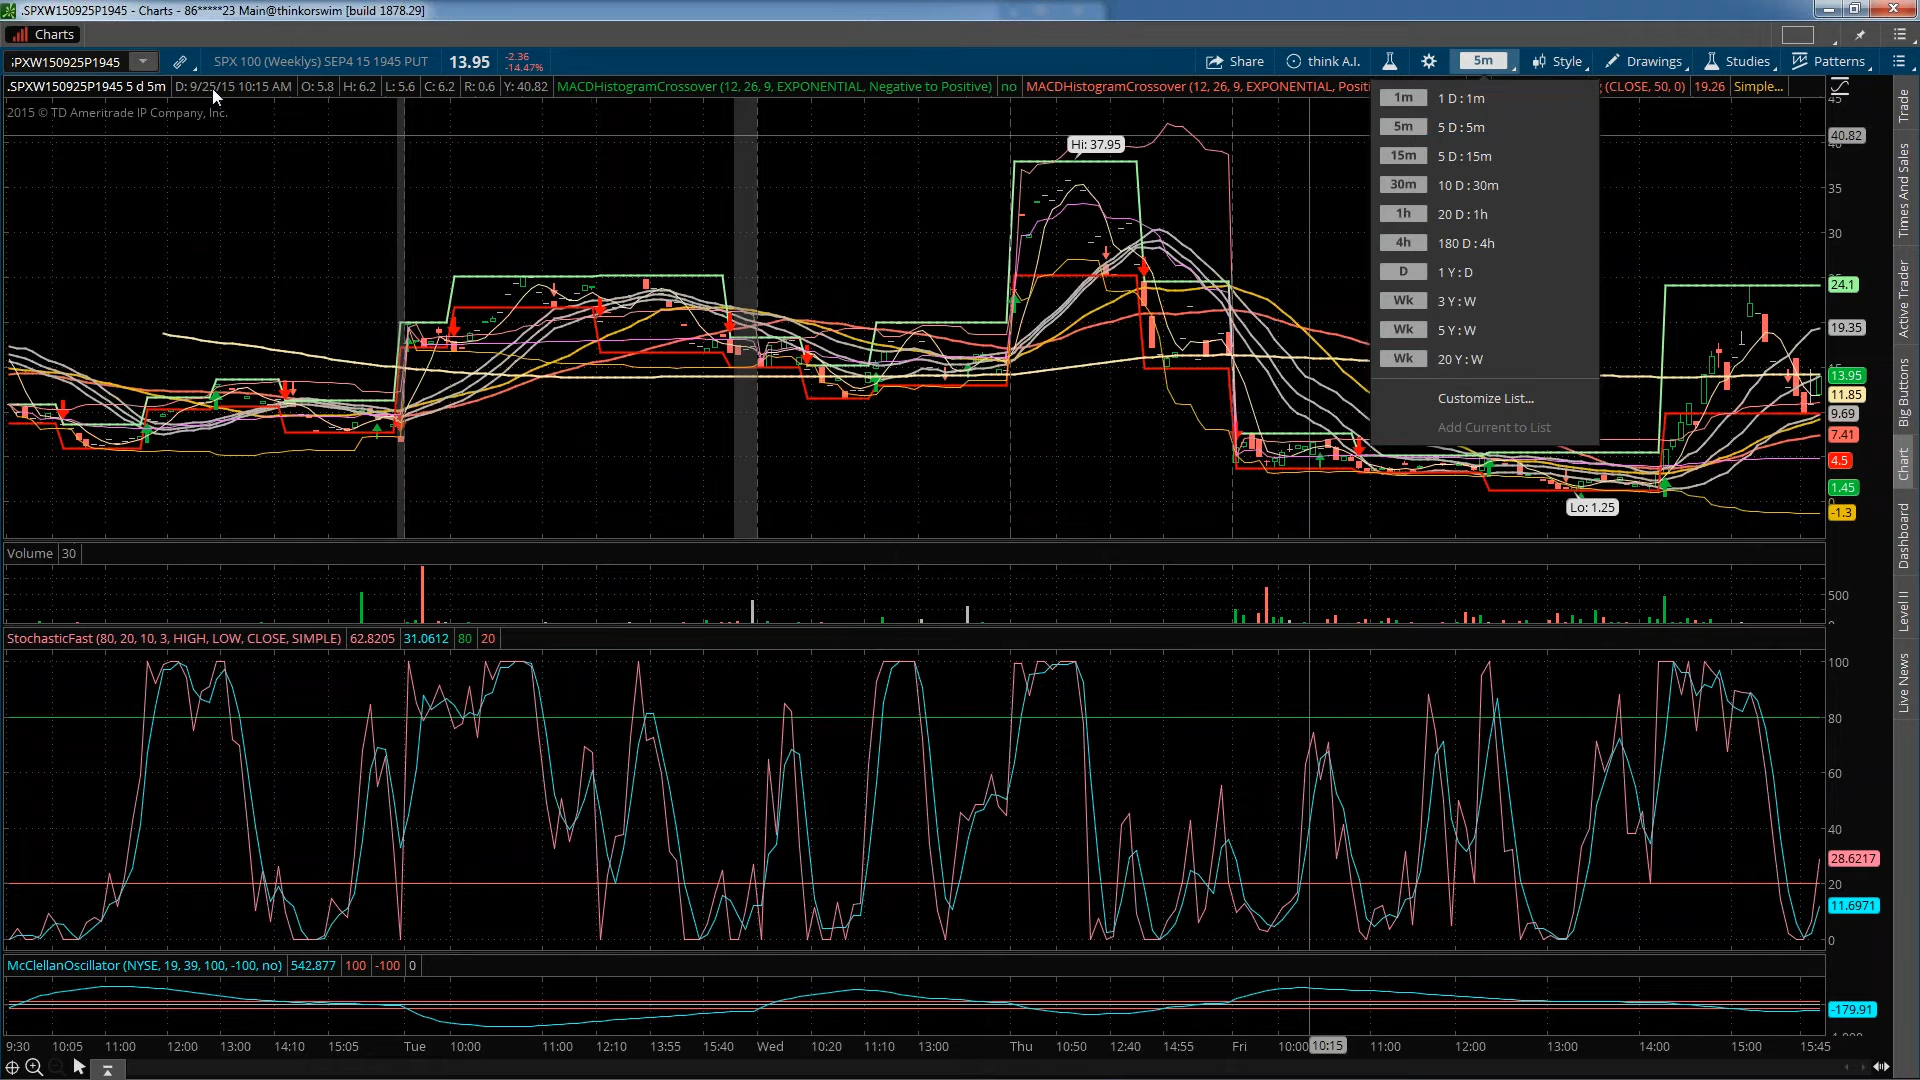 .SPXW150925P1945 - Charts - 86*****23 Main@thinkorswim [build 1878.29]
Charts
iPXW150925P1945
SPX 100 (Weeklys) SEP4 15 1945 PUT
13.95
-2.36
-14.47%
Share
think A.I.
5m
Style
Drawings
Studies
Patterns
.SPXW150925P1945 5 d 5m
D: 9/25/15 10:15 AM
O: 5.8
H: 6.2
L: 5.6
C: 6.2
R: 0.6
Y: 40.82
MACDHistogramCrossover (12, 26, 9, EXPONENTIAL, Negative to Positive)
no
MACDHistogramCrossover (12, 26, 9, EXPONENTIAL, Positi
(CLOSE, 50, 0)
19.26
Simple...
2015 © TD Ameritrade IP Company, Inc.
1m 1 D : 1m
5m 5 D : 5m
15m 5 D : 15m
30m 10 D : 30m
1h 20 D : 1h
4h 180 D : 4h
D 1 Y : D
Wk 3 Y : W
Wk 5 Y : W
Wk 20 Y : W
Customize List...
Add Current to List
Hi: 37.95
Lo: 1.25
45
40.82
35
30
24.1
19.35
13.95
11.85
9.69
7.41
4.5
1.45
-1.3
Trade
Times And Sales
Active Trader
Big Buttons
Chart
Dashboard
Level II
Live News
Volume 30
500
StochasticFast (80, 20, 10, 3, HIGH, LOW, CLOSE, SIMPLE) 62.8205 31.0612 80 20
100
80
60
40
28.6217
20
11.6971
0
McClellanOscillator (NYSE, 19, 39, 100, -100, no) 542.877 100 -100 0
-179.91
9:30 10:05 11:00 12:00 13:00 14:10 15:05 Tue 10:00 11:00 12:10 13:55 15:40 Wed 10:20 11:10 13:00 Thu 10:50 12:40 14:55 Fri 10:00 10:15 11:00 12:00 13:00 14:00 15:00 15:45